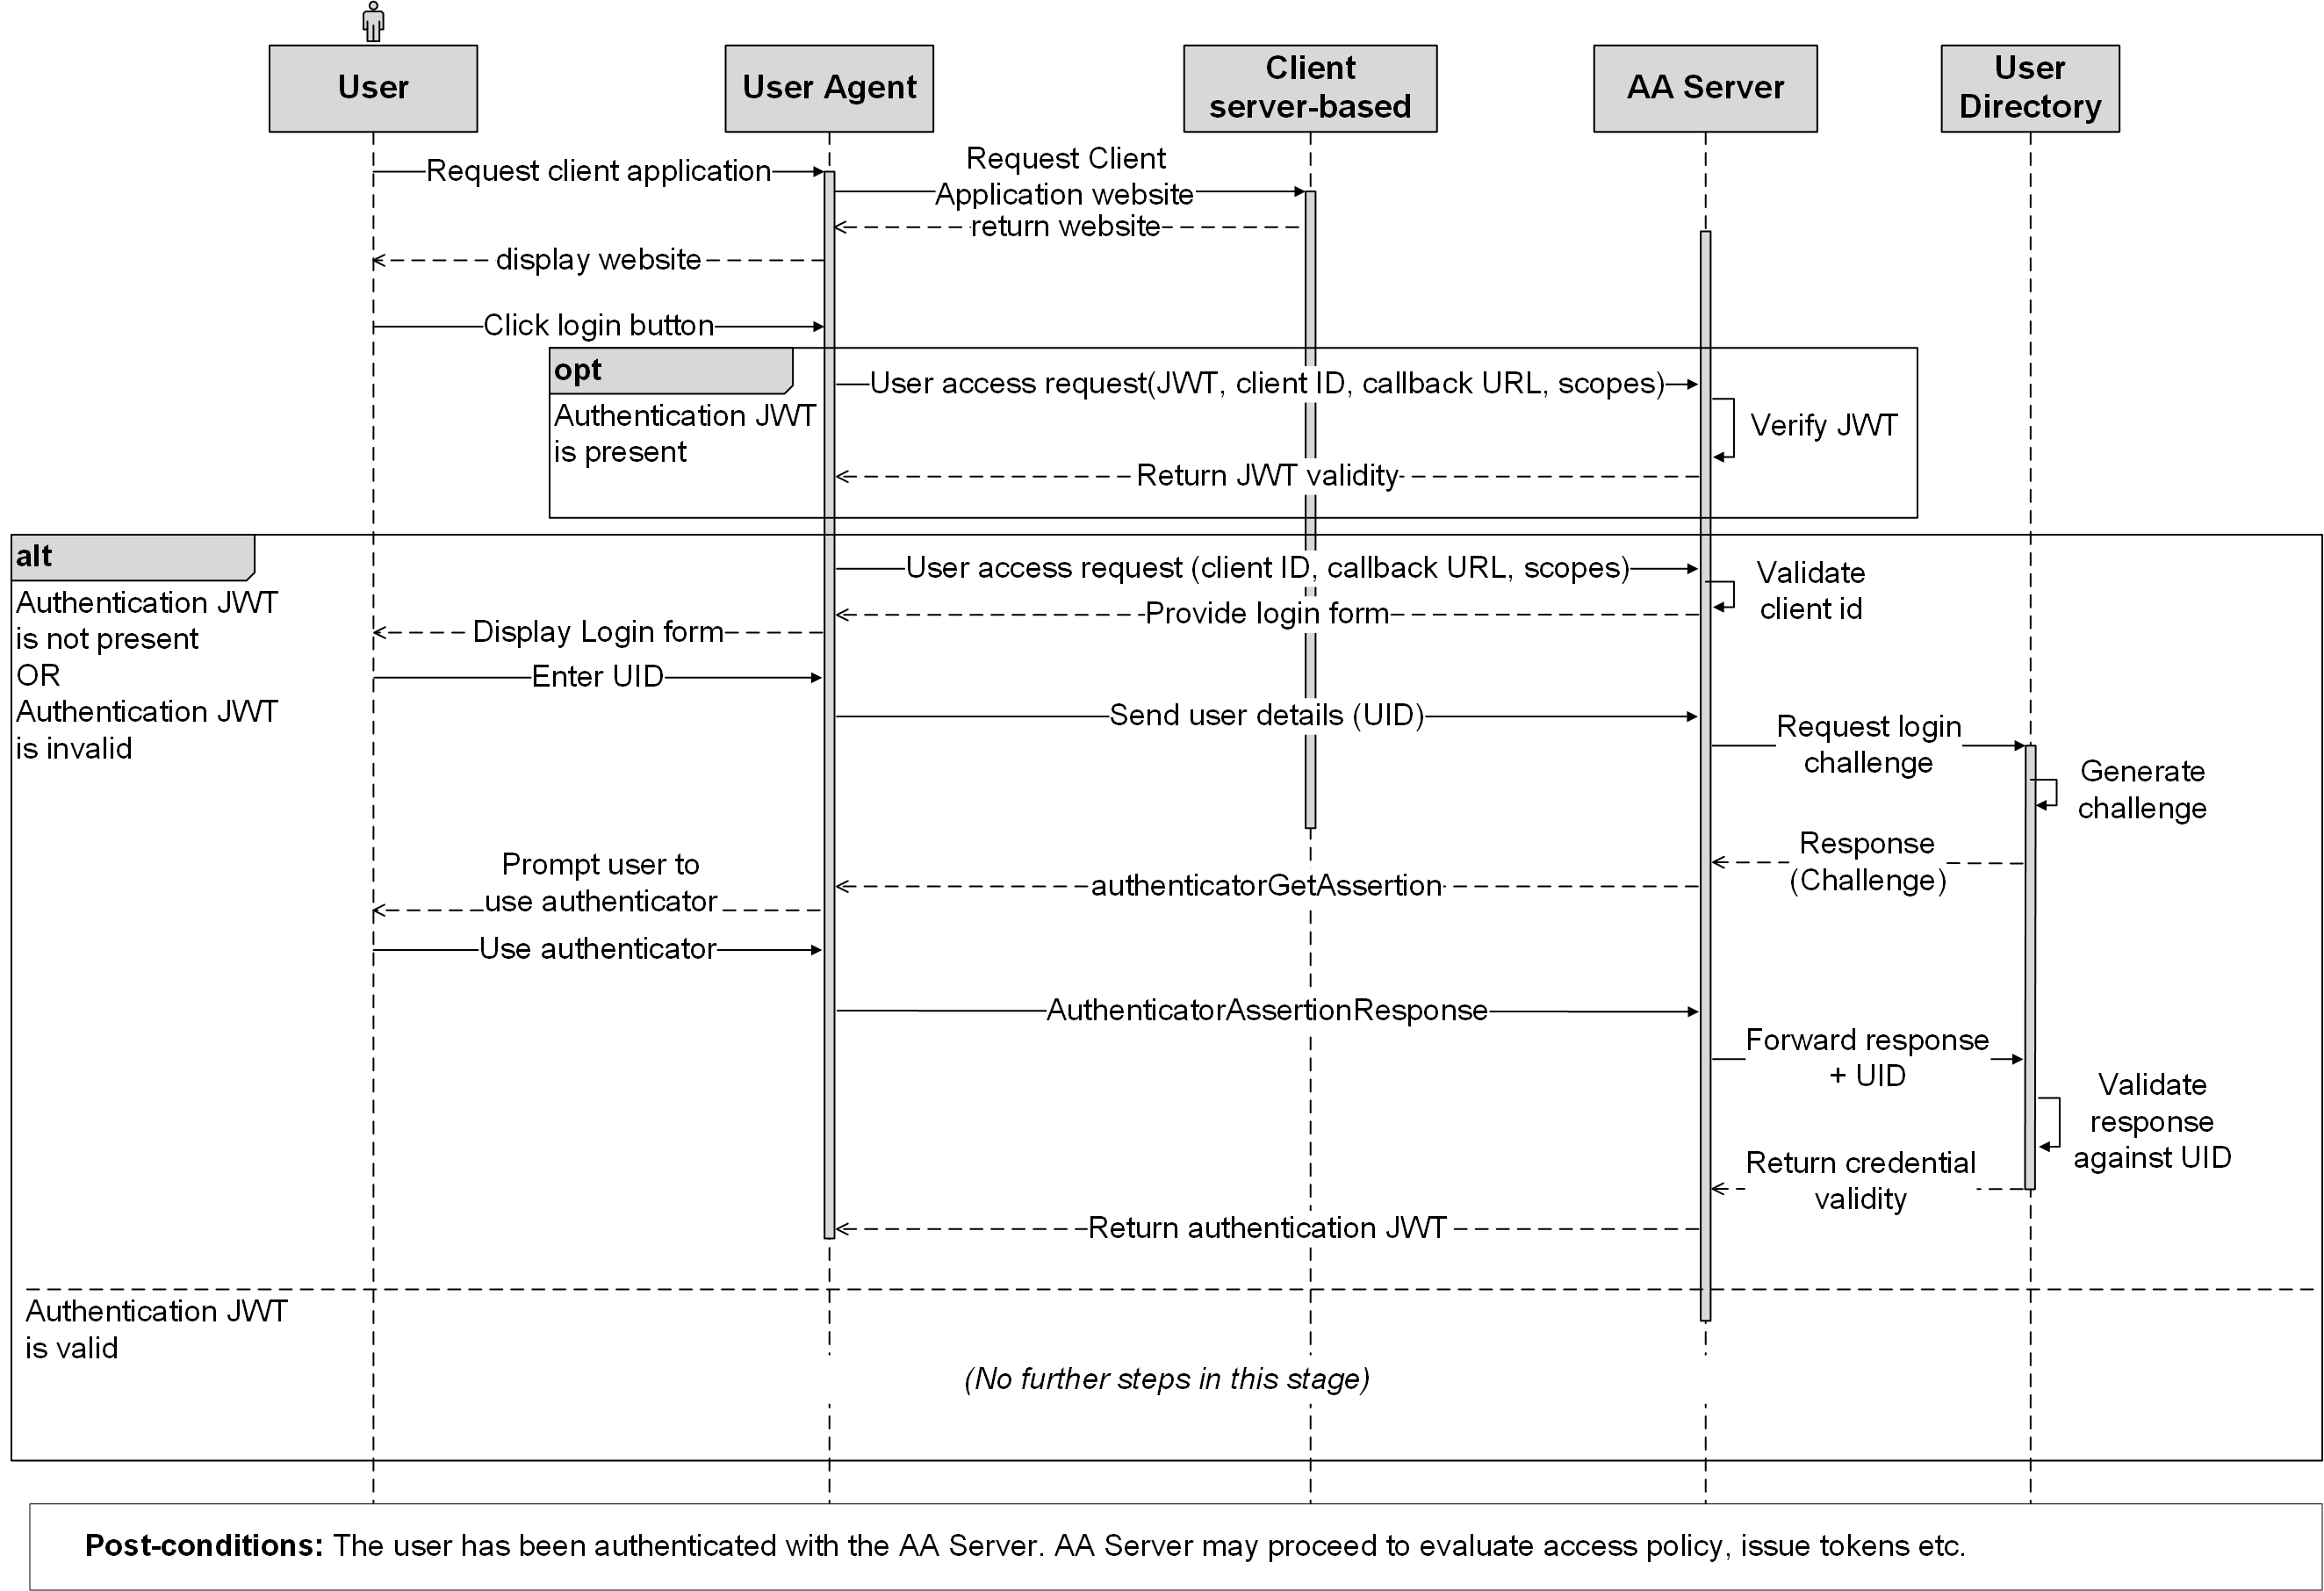 User
User Agent
Client
server-based
AA Server
User
Directory
Request client application
Request Client
Application website
return website
display website
Click login button
opt
Authentication JWT
is present
User access request(JWT, client ID, callback URL, scopes)
Verify JWT
Return JWT validity
alt
Authentication JWT
is not present
OR
Authentication JWT
is invalid
User access request (client ID, callback URL, scopes)
Validate
client id
Provide login form
Display Login form
Enter UID
Send user details (UID)
Request login
challenge
Generate
challenge
Response
(Challenge)
authenticatorGetAssertion
Prompt user to
use authenticator
Use authenticator
AuthenticatorAssertionResponse
Forward response
+ UID
Validate
response
against UID
Return credential
validity
Return authentication JWT
Authentication JWT
is valid
(No further steps in this stage)
Post-conditions: The user has been authenticated with the AA Server. AA Server may proceed to evaluate access policy, issue tokens etc.